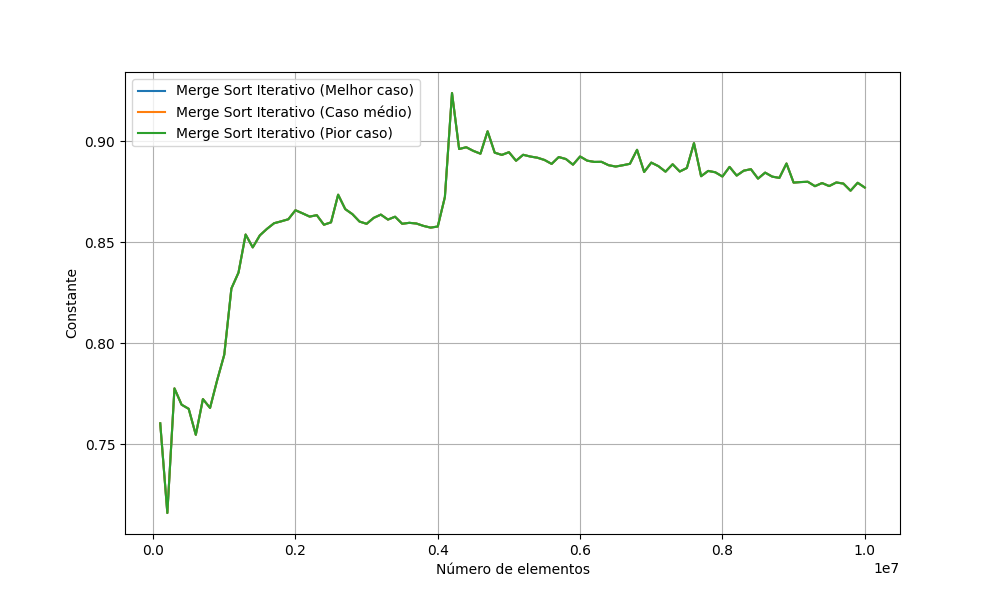 Merge Sort Iterativo (Melhor caso)
Merge Sort Iterativo (Caso médio)
Merge Sort Iterativo (Pior caso)
0.90
0.85
0.80
0.75
Constante
0.0 0.2 0.4 0.6 0.8 1.0
1e7
Número de elementos